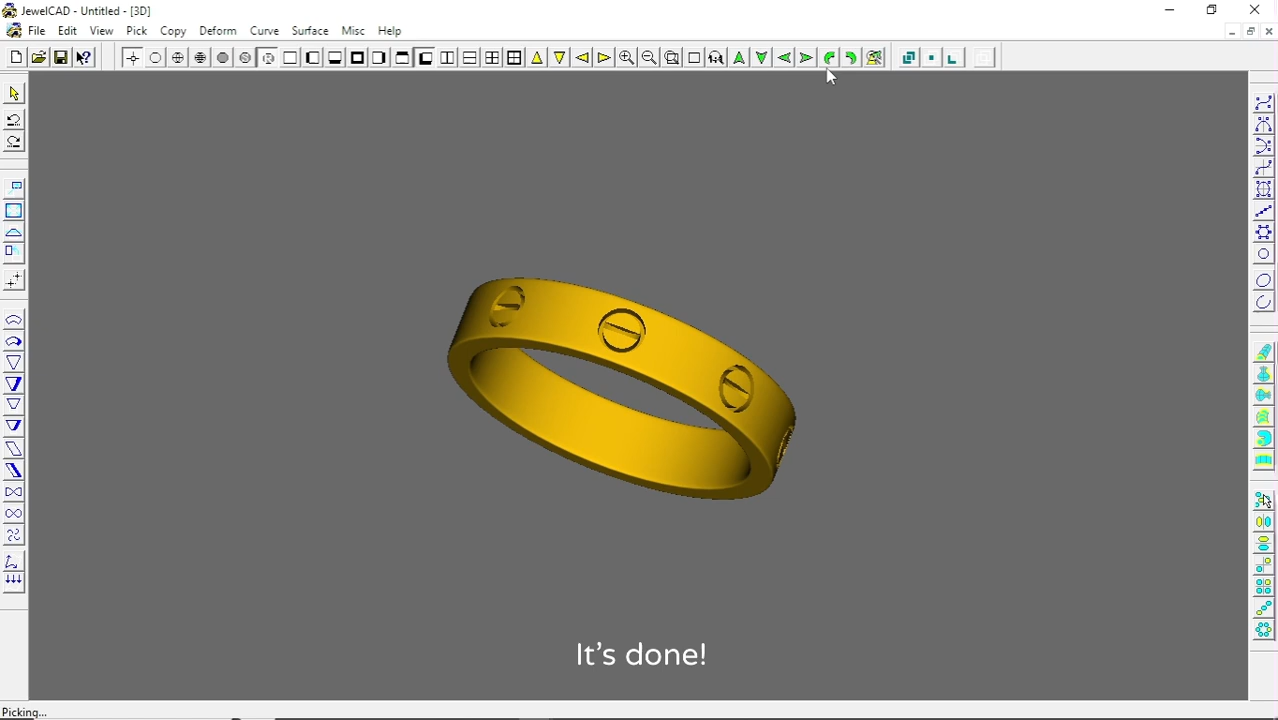 JewelCAD - Untitled - [3D]
File Edit View Pick Copy Deform Curve Surface Misc Help
It's done!
Picking...